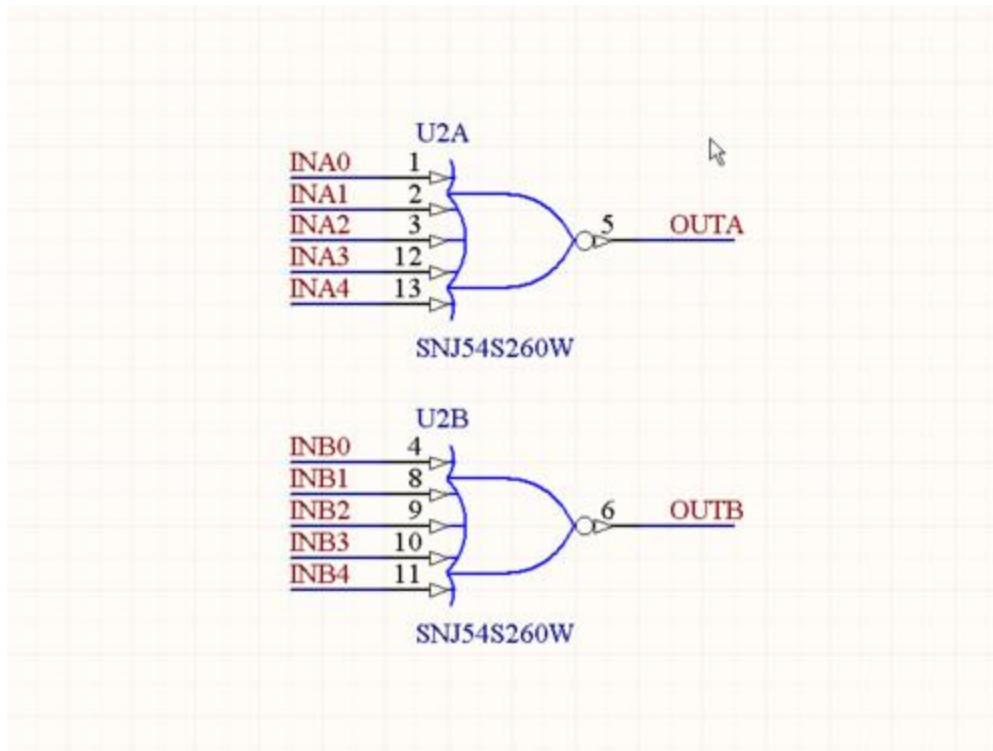 U2A
INA0 1
INA1 2
INA2 3
INA3 12
INA4 13
5 OUTA
SNJ54S260W
U2B
INB0 4
INB1 8
INB2 9
INB3 10
INB4 11
6 OUTB
SNJ54S260W